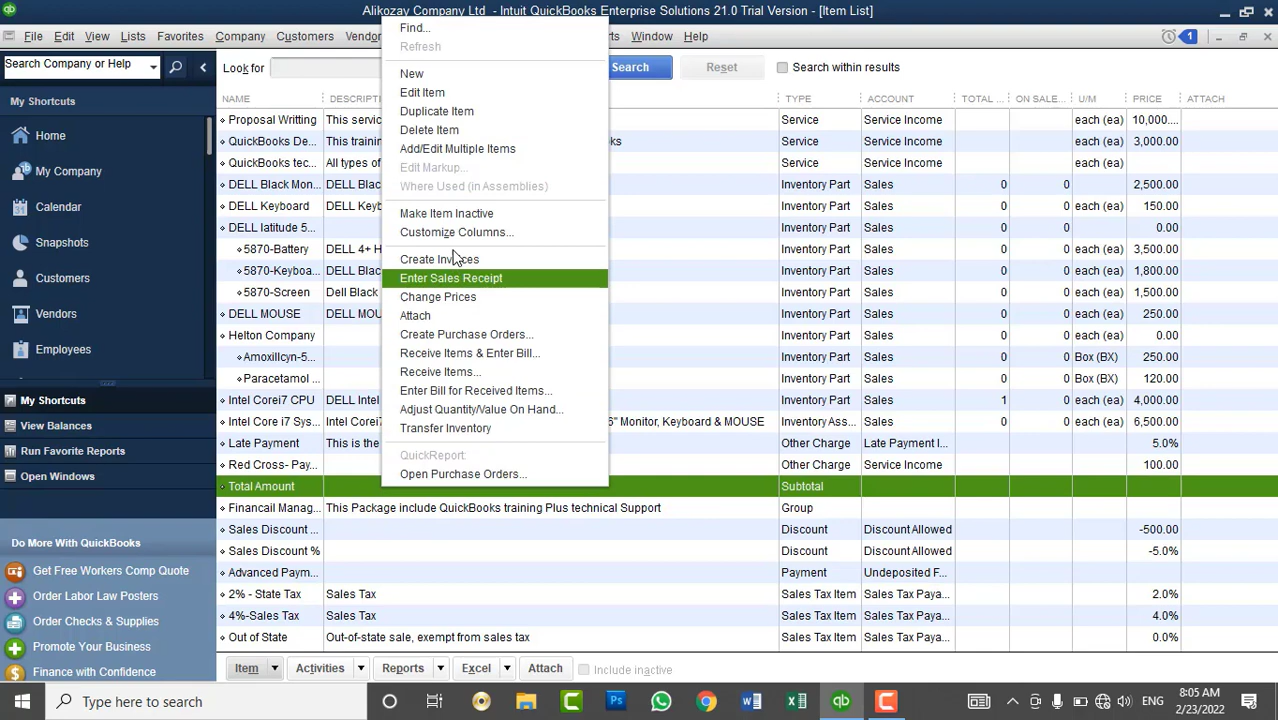 Alikozay Company Ltd - Intuit QuickBooks Enterprise Solutions 21.0 Trial Version - [Item List]
File Edit View Lists Favorites Company Customers Window Help 1
Search Company or Help
Look for Search Reset Search within results
Find...
Refresh
New
Edit Item
Duplicate Item
Delete Item
Add/Edit Multiple Items
Edit Markup...
Where Used (in Assemblies)
Make Item Inactive
Customize Columns...
Create Invoices
Enter Sales Receipt
Change Prices
Attach
Create Purchase Orders...
Receive Items & Enter Bill...
Receive Items...
Enter Bill for Received Items...
Adjust Quantity/Value On Hand...
Transfer Inventory
QuickReport
Open Purchase Orders...
My Shortcuts
Home
My Company
Calendar
Snapshots
Customers
Vendors
Employees
My Shortcuts
View Balances
Run Favorite Reports
Open Windows
Do More With QuickBooks
Get Free Workers Comp Quote
Order Labor Law Posters
Order Checks & Supplies
Promote Your Business
Finance with Confidence
NAME TYPE ACCOUNT TOTAL ... ON SALE... U/M PRICE ATTACH
Proposal Writting This servic Service Service Income each (ea) 10,000....
QuickBooks De... This trainin Service Service Income each (ea) 3,000.00
QuickBooks tec... All types of Service Service Income each (ea)
DELL Black Mon... DELL Black Inventory Part Sales 0 0 each (ea) 2,500.00
DELL Keyboard Inventory Part Sales 0 0 each (ea) 150.00
DELL latitude 5... Inventory Part Sales 0 0 each (ea) 0.00
5870-Battery DELL 4+ H Inventory Part Sales 0 0 each (ea) 3,500.00
5870-Keyboa... Inventory Part Sales 0 0 each (ea) 1,800.00
5870-Screen Dell Black Inventory Part Sales 0 0 each (ea) 1,500.00
DELL MOUSE DELL MOU Inventory Part Sales 0 0 each (ea) 250.00
Helton Company Inventory Part Sales 0 0 each (ea) 0.00
Amoxillcyn-5... Inventory Part Sales 0 0 Box (BX) 250.00
Paracetamol ... Inventory Part Sales 0 0 Box (BX) 120.00
Intel Corei7 CPU DELL Intel Inventory Part Sales 1 0 each (ea) 4,000.00
Intel Core i7 Sys... Intel Corei7 6" Monitor, Keyboard & MOUSE Inventory Ass... Sales 0 0 each (ea) 6,500.00
Late Payment This is the Other Charge Late Payment I... 5.0%
Red Cross- Pay... Other Charge Service Income 100.00
Total Amount Subtotal
Financail Manag... This Package include QuickBooks training Plus technical Support Group
Sales Discount ... Discount Discount Allowed -500.00
Sales Discount % Discount Discount Allowed -5.0%
Advanced Paym... Payment Undeposited F...
2% - State Tax Sales Tax Sales Tax Item Sales Tax Paya... 2.0%
4%-Sales Tax Sales Tax Sales Tax Item Sales Tax Paya... 4.0%
Out of State Out-of-state sale, exempt from sales tax Sales Tax Item Sales Tax Paya... 0.0%
Item Activities Reports Excel Attach Include inactive
Type here to search
ENG
8:05 AM
2/23/2022